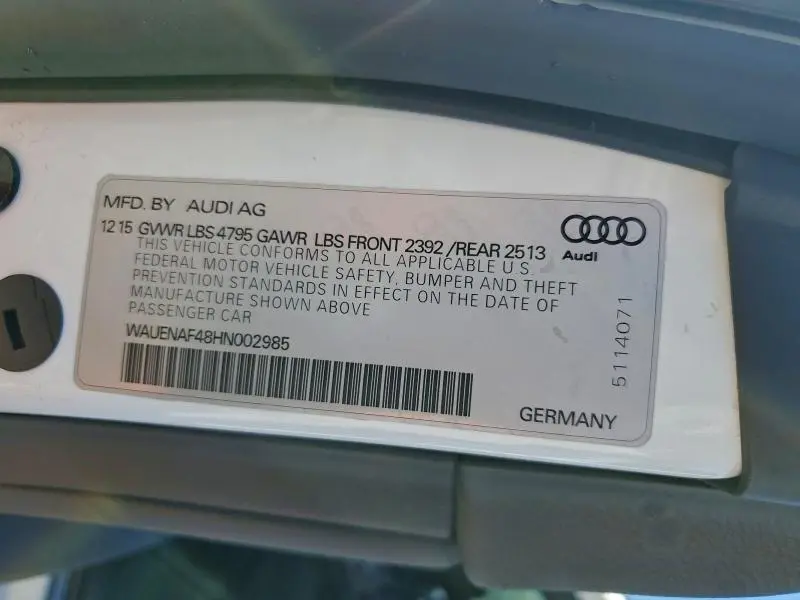 MFD. BY AUDI AG
12 15 GVWR LBS 4795 GAWR LBS FRONT 2392 /REAR 2513
THIS VEHICLE CONFORMS TO ALL APPLICABLE U.S.
FEDERAL MOTOR VEHICLE SAFETY, BUMPER AND THEFT
PREVENTION STANDARDS IN EFFECT ON THE DATE OF
MANUFACTURE SHOWN ABOVE
PASSENGER CAR
WAUENAF48HN002985
Audi
5114071
GERMANY